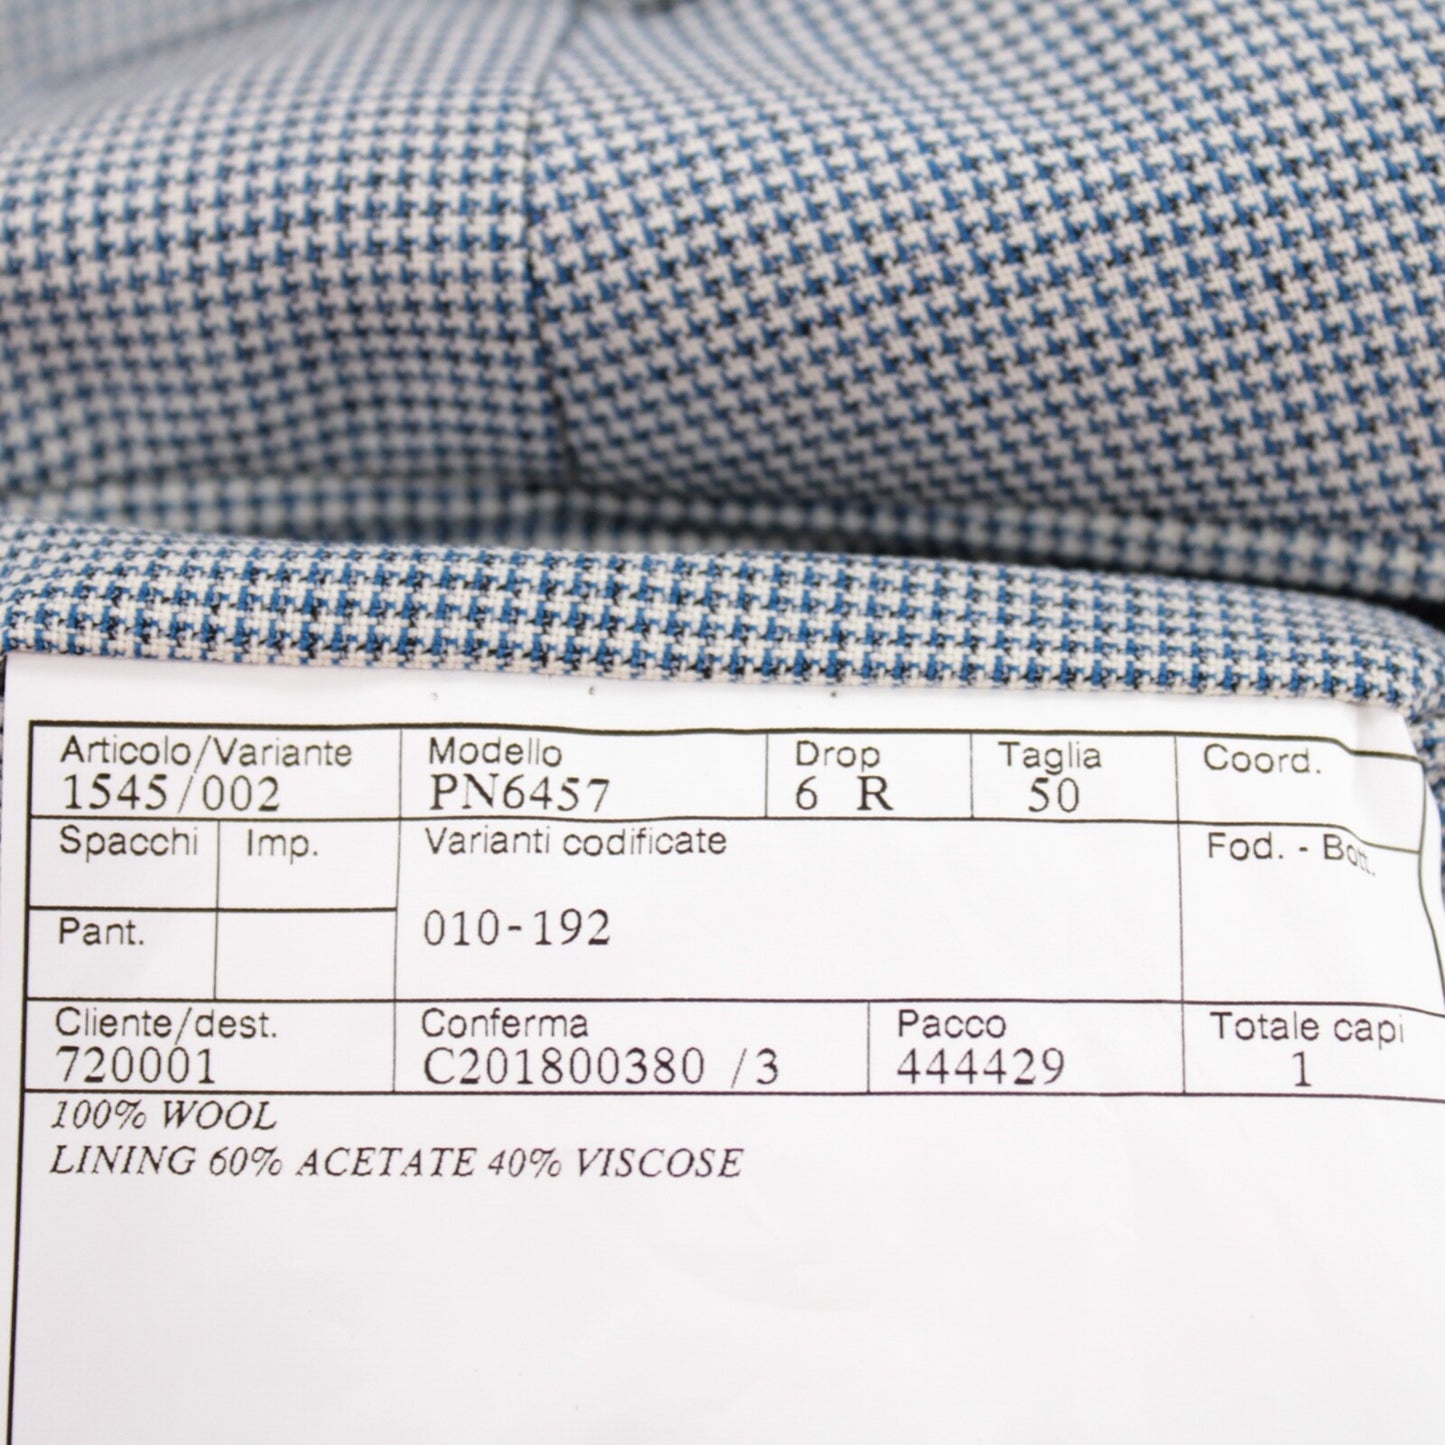 Articolo/Variante Modello Drop Taglia Coord.
1545/002 PN6457 6 R 50
Spacchi Imp. Varianti codificate Fod. - Bott.
Pant. 010-192
Cliente/dest. Conferma Pacco Totale capi
720001 C201800380 /3 444429 1
100% WOOL
LINING 60% ACETATE 40% VISCOSE